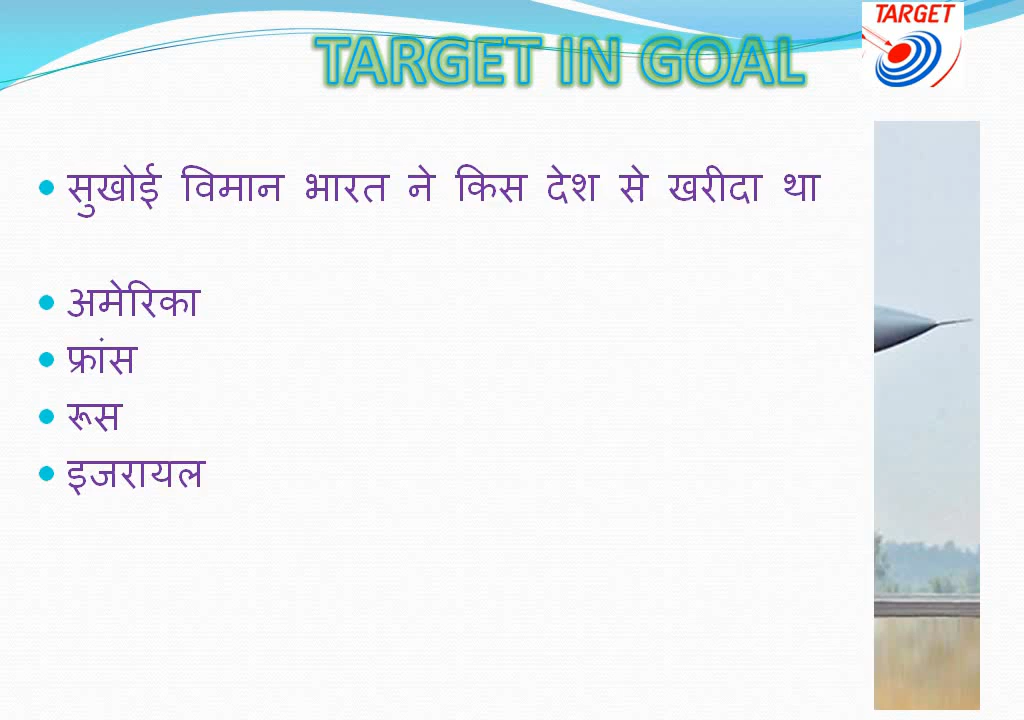 TARGET
TARGET IN GOAL
सुखोई विमान भारत ने किस देश से खरीदा था
अमेरिका
फ्रांस
रूस
इजरायल